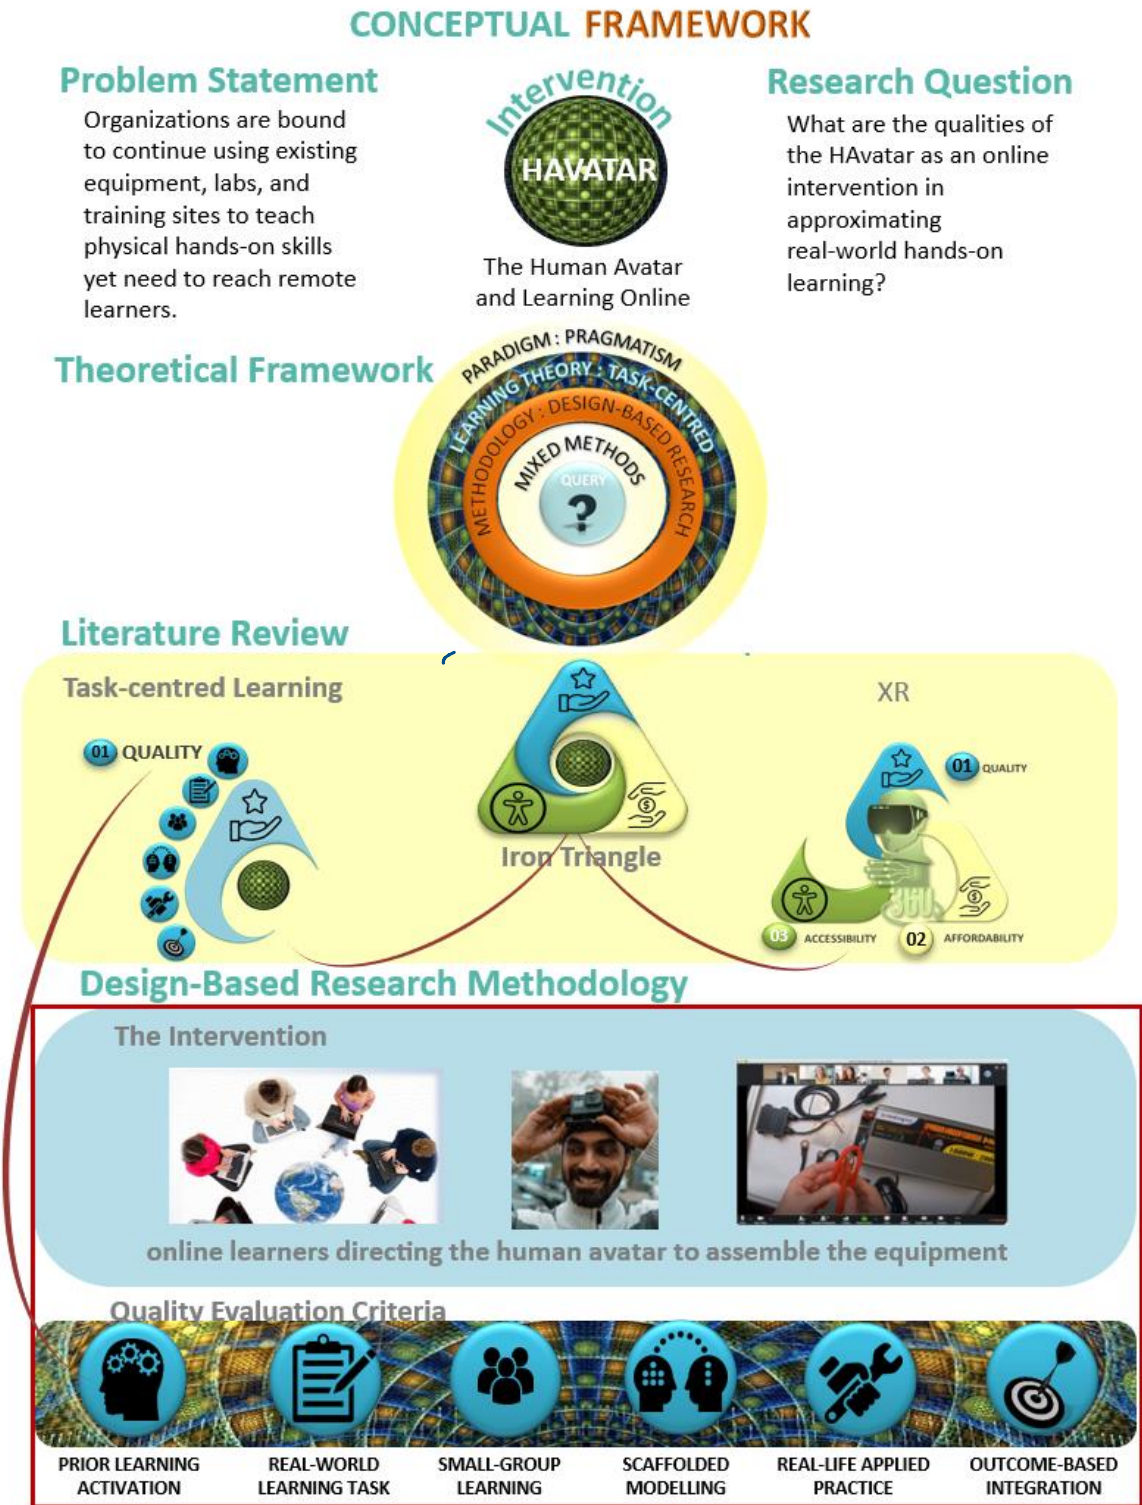 CONCEPTUAL FRAMEWORK
Problem Statement
Organizations are bound
to continue using existing
equipment, labs, and
training sites to teach
physical hands-on skills
yet need to reach remote
learners.
Intervention
HAVATAR
The Human Avatar
and Learning Online
Research Question
What are the qualities of
the HAvatar as an online
intervention in
approximating
real-world hands-on
learning?
Theoretical Framework
PARADIGM : PRAGMATISM
LEARNING THEORY : TASK-CENTRED
METHODOLOGY : DESIGN-BASED RESEARCH
MIXED METHODS
QUERY
?
Literature Review
Task-centred Learning
01 QUALITY
Iron Triangle
XR
01 QUALITY
360
03 ACCESSIBILITY
02 AFFORDABILITY
Design-Based Research Methodology
The Intervention
online learners directing the human avatar to assemble the equipment
Quality Evaluation Criteria
PRIOR LEARNING
ACTIVATION
REAL-WORLD
LEARNING TASK
SMALL-GROUP
LEARNING
SCAFFOLDED
MODELLING
REAL-LIFE APPLIED
PRACTICE
OUTCOME-BASED
INTEGRATION